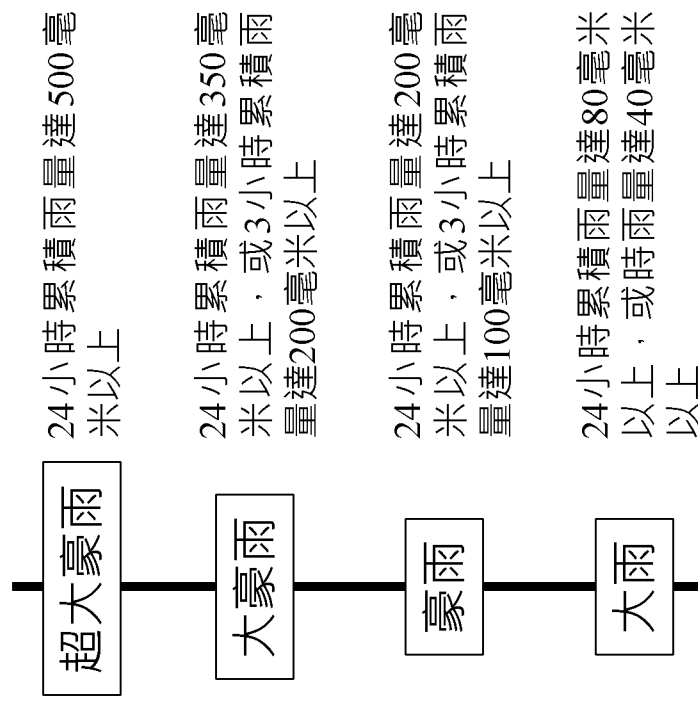 超大豪雨
24小時累積雨量達500毫
米以上
大豪雨
24小時累積雨量達350毫
米以上，或3小時累積雨
量達200毫米以上
豪雨
24小時累積雨量達200毫
米以上，或3小時累積雨
量達100毫米以上
大雨
24小時累積雨量達80毫米
以上，或時雨量達40毫米
以上